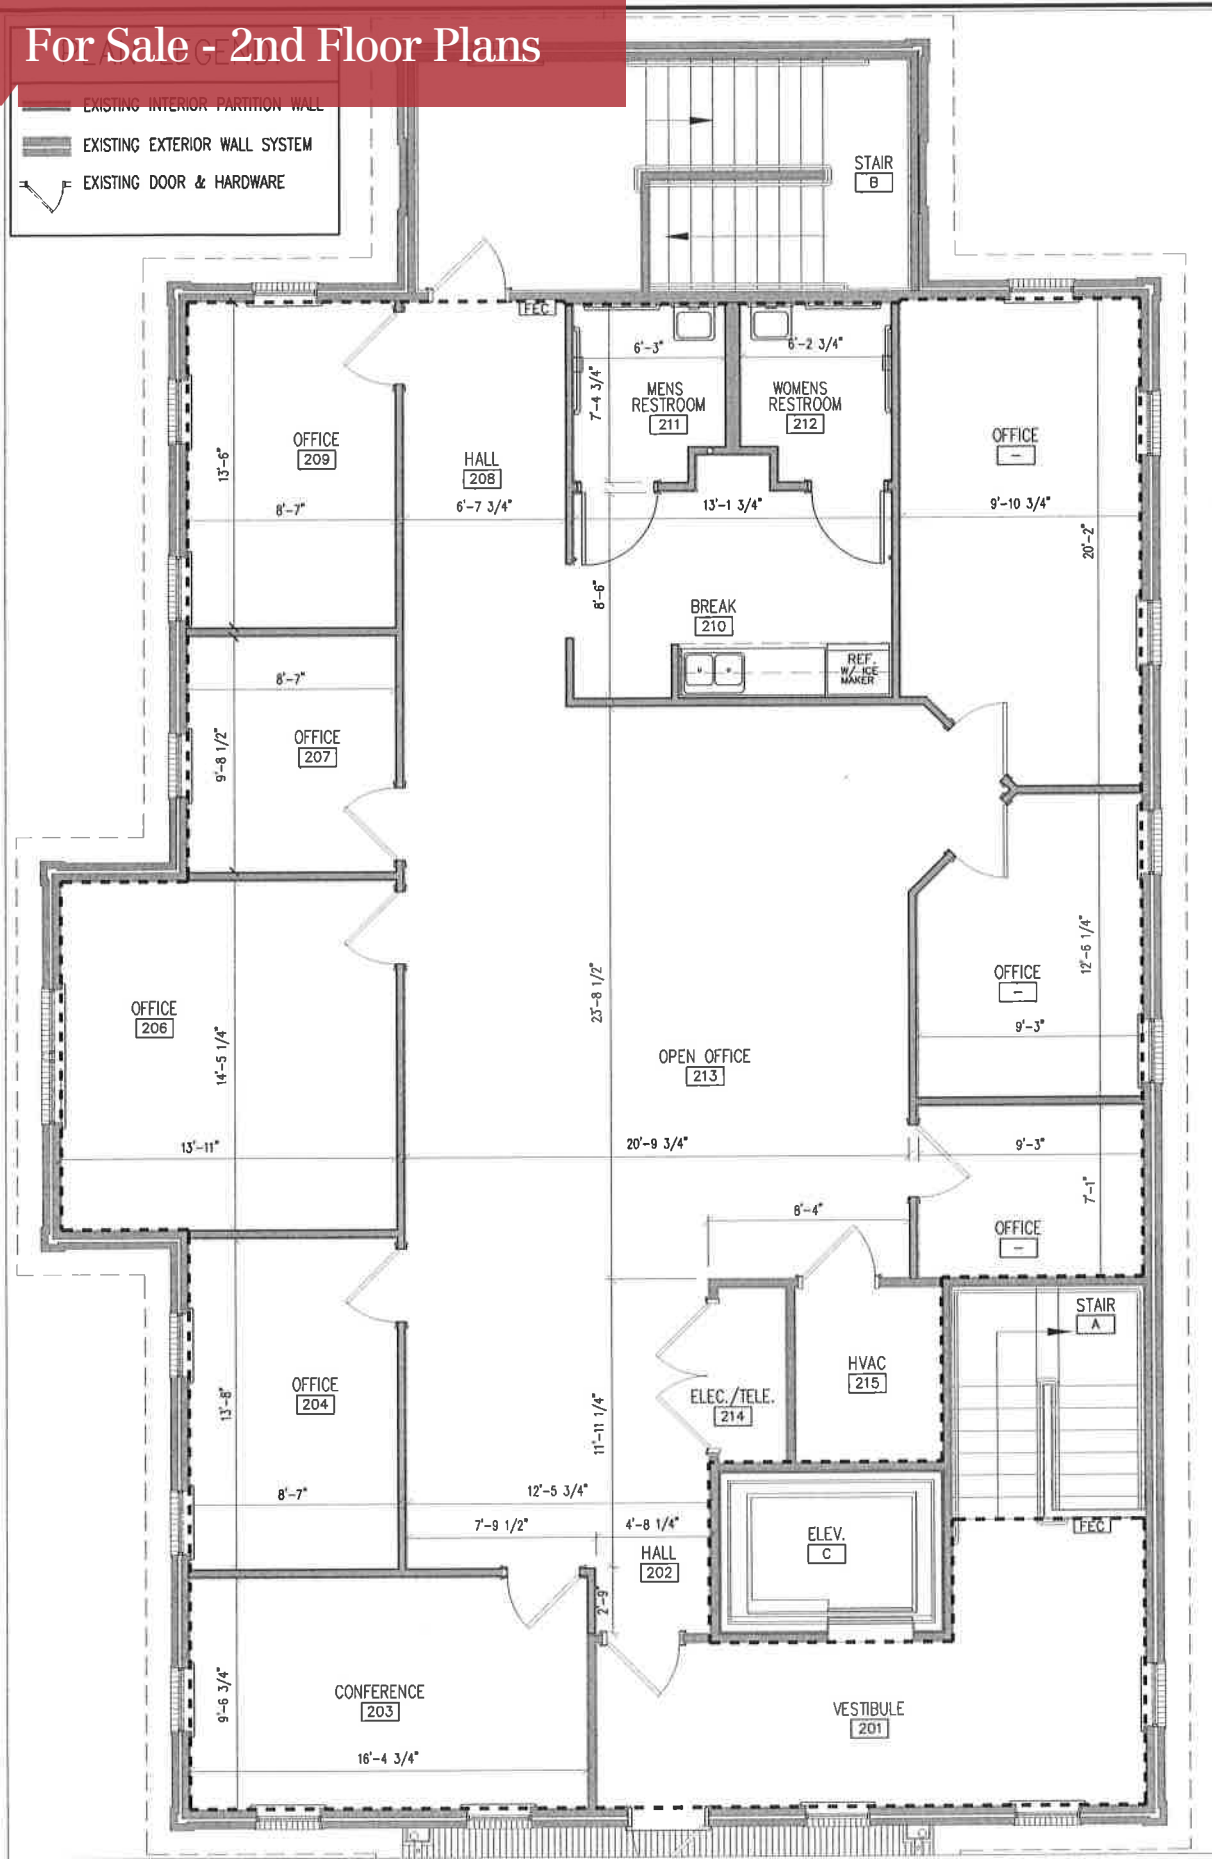 For Sale - 2nd Floor Plans
EXISTING INTERIOR PARTITION WALL
EXISTING EXTERIOR WALL SYSTEM
EXISTING DOOR & HARDWARE
STAIR
B
FEC
6'-3"
6'-2 3/4"
7'-4 3/4"
MENS
RESTROOM
211
WOMENS
RESTROOM
212
OFFICE
209
13'-6"
8'-7"
HALL
208
6'-7 3/4"
13'-1 3/4"
OFFICE
-
9'-10 3/4"
20'-2"
8'-6"
BREAK
210
REF.
W/ ICE
MAKER
8'-7"
OFFICE
207
9'-8 1/2"
OFFICE
206
14'-5 1/4"
13'-11"
23'-8 1/2"
OPEN OFFICE
213
20'-9 3/4"
12'-6 1/4"
OFFICE
-
9'-3"
9'-3"
7'-1"
OFFICE
-
8'-4"
STAIR
A
HVAC
215
ELEC./TELE.
214
OFFICE
204
13'-8"
8'-7"
11'-11 1/4"
12'-5 3/4"
7'-9 1/2"
4'-8 1/4"
HALL
202
2'-9"
ELEV.
C
FEC
CONFERENCE
203
9'-6 3/4"
16'-4 3/4"
VESTIBULE
201